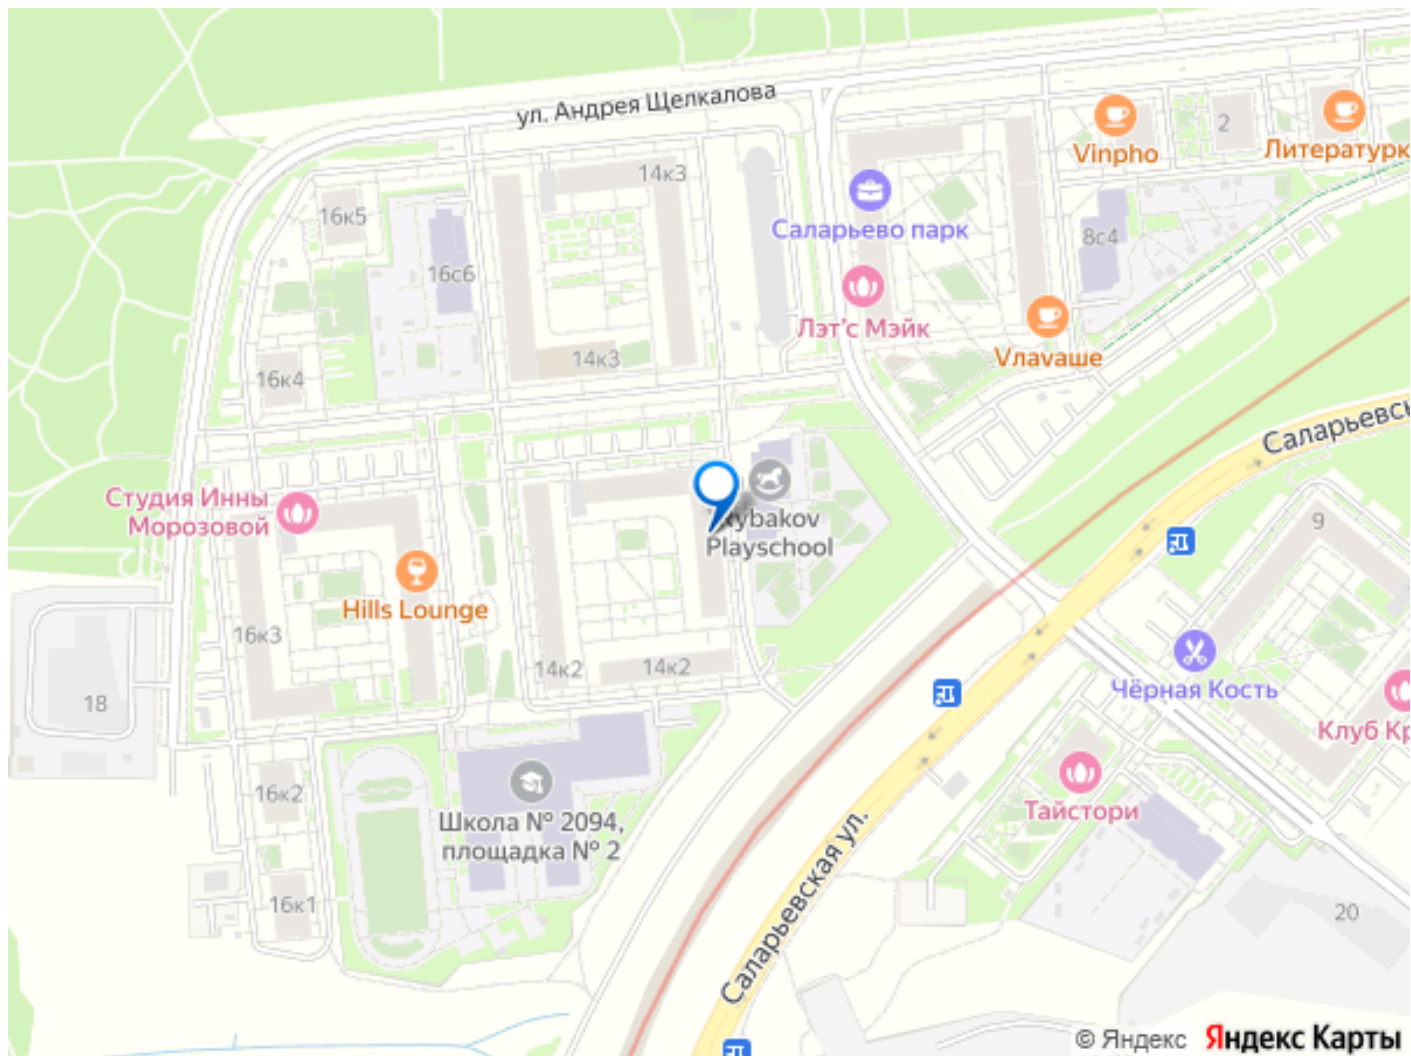 ул. Андрея Щелкалова
Vinpho
2
Литературк
14к3
16к5
Саларьево парк
8с4
16с6
Лэт'с Мэйк
Vлаvаше
14к3
16к4
Саларьевск
Студия Инны
Морозовой
Rybakov
Playschool
9
Hills Lounge
16к3
14к2
14к2
Чёрная Кость
18
Клуб Кр
16к2
Тайстори
Школа № 2094,
площадка № 2
16к1
20
Саларьевская ул.
© Яндекс Яндекс Карты